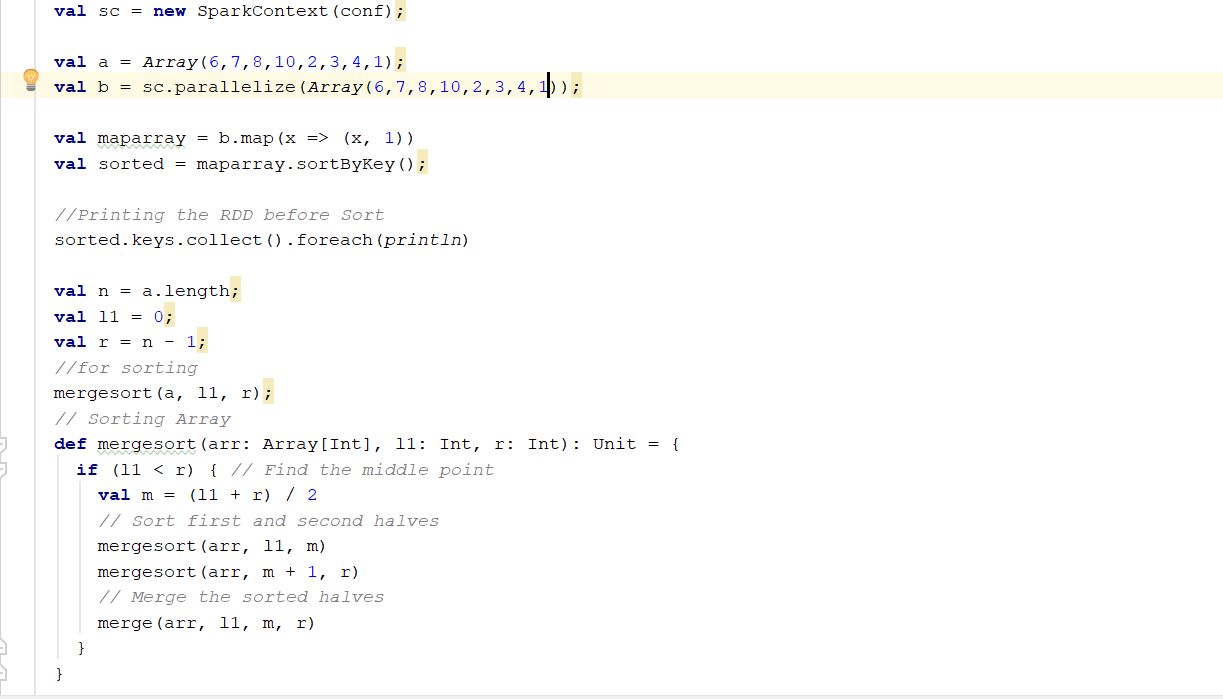 val sc = new SparkContext(conf);
val a = Array(6,7,8,10,2,3,4,1);
val b = sc.parallelize(Array(6,7,8,10,2,3,4,1));
val maparray = b.map(x => (x, 1))
val sorted = maparray.sortByKey();
//Printing the RDD before Sort
sorted.keys.collect().foreach(println)
val n = a.length;
val l1 = 0;
val r = n - 1;
//for sorting
mergesort(a, l1, r);
// Sorting Array
def mergesort(arr: Array[Int], l1: Int, r: Int): Unit = {
  if (l1 < r) { // Find the middle point
    val m = (l1 + r) / 2
    // Sort first and second halves
    mergesort(arr, l1, m)
    mergesort(arr, m + 1, r)
    // Merge the sorted halves
    merge(arr, l1, m, r)
  }
}